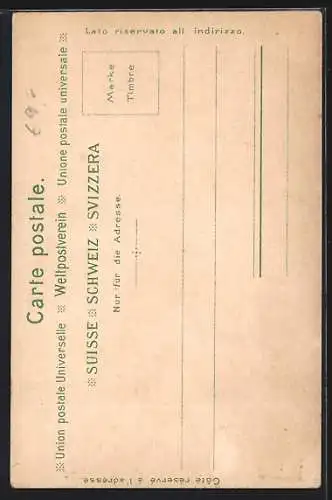 Carte postale.
※ Union postale Universelle ※ Weltpostverein ※ Unione postale universale ※
※ SUISSE ※ SCHWEIZ ※ SVIZZERA
Nur für die Adresse.
Marke
Timbre
Côté réservé à l'adresse.
Lato riservato all indirizzo.